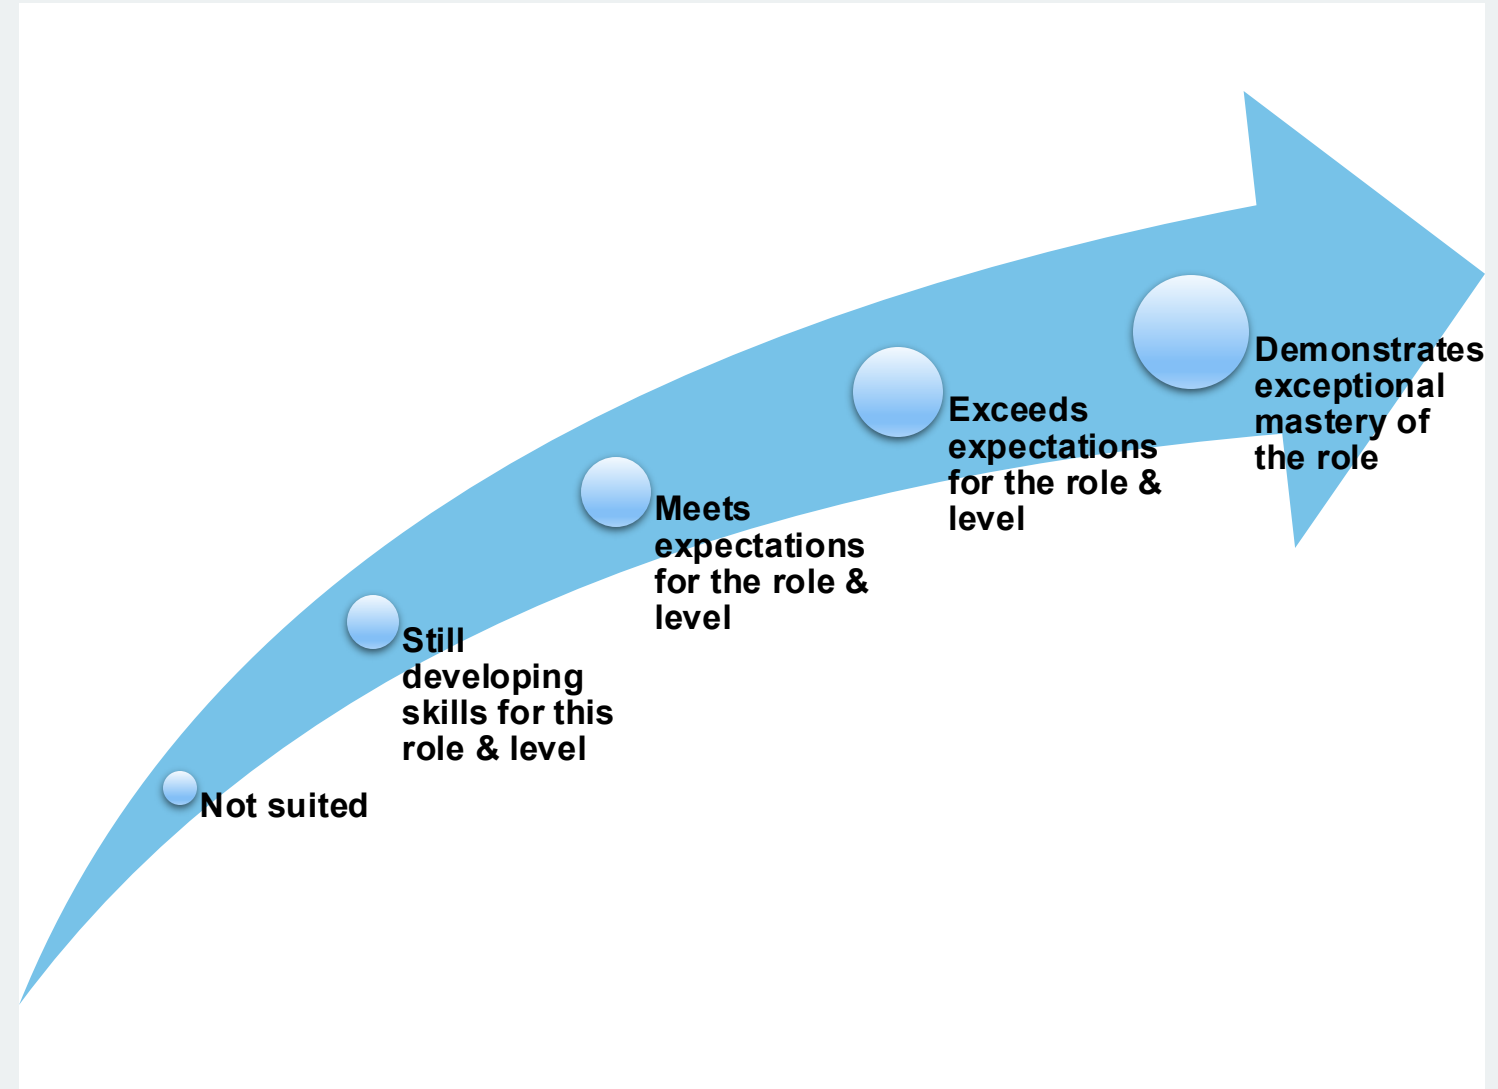 Not suited
Still
developing
skills for this
role & level
Meets
expectations
for the role &
level
Exceeds
expectations
for the role &
level
Demonstrates
exceptional
mastery of
the role